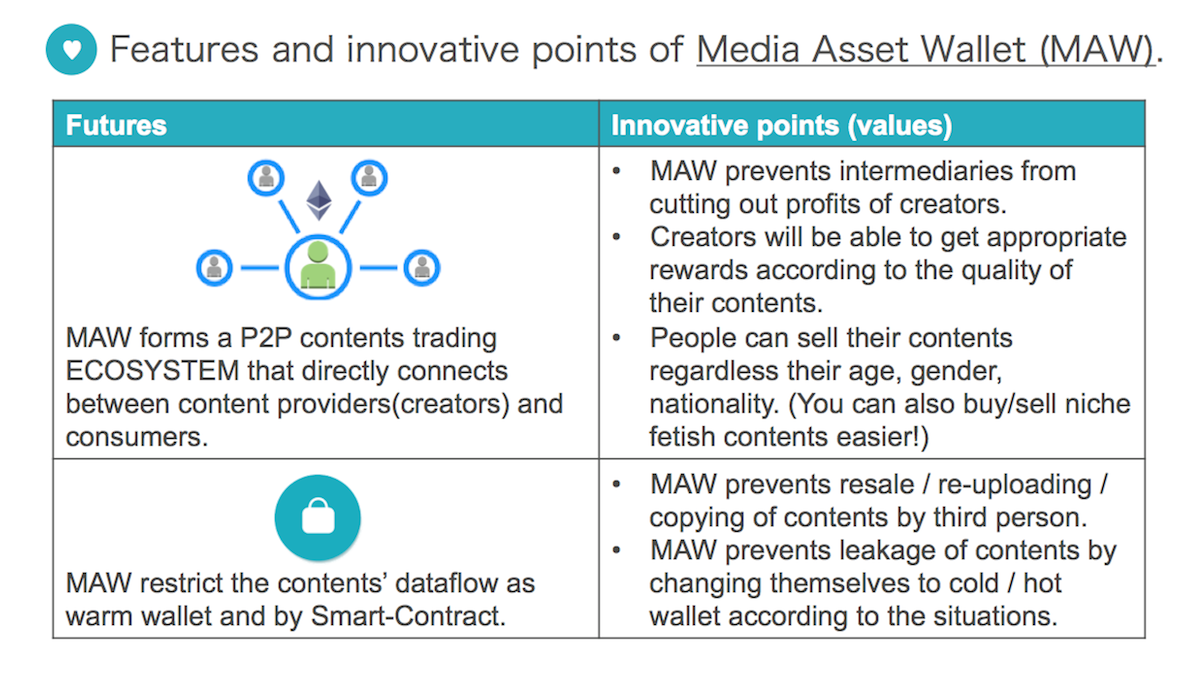 Features and innovative points of Media Asset Wallet (MAW).
Futures
Innovative points (values)
MAW forms a P2P contents trading
ECOSYSTEM that directly connects
between content providers(creators) and
consumers.
• MAW prevents intermediaries from
cutting out profits of creators.
• Creators will be able to get appropriate
rewards according to the quality of
their contents.
• People can sell their contents
regardless their age, gender,
nationality. (You can also buy/sell niche
fetish contents easier!)
MAW restrict the contents’ dataflow as
warm wallet and by Smart-Contract.
• MAW prevents resale / re-uploading /
copying of contents by third person.
• MAW prevents leakage of contents by
changing themselves to cold / hot
wallet according to the situations.